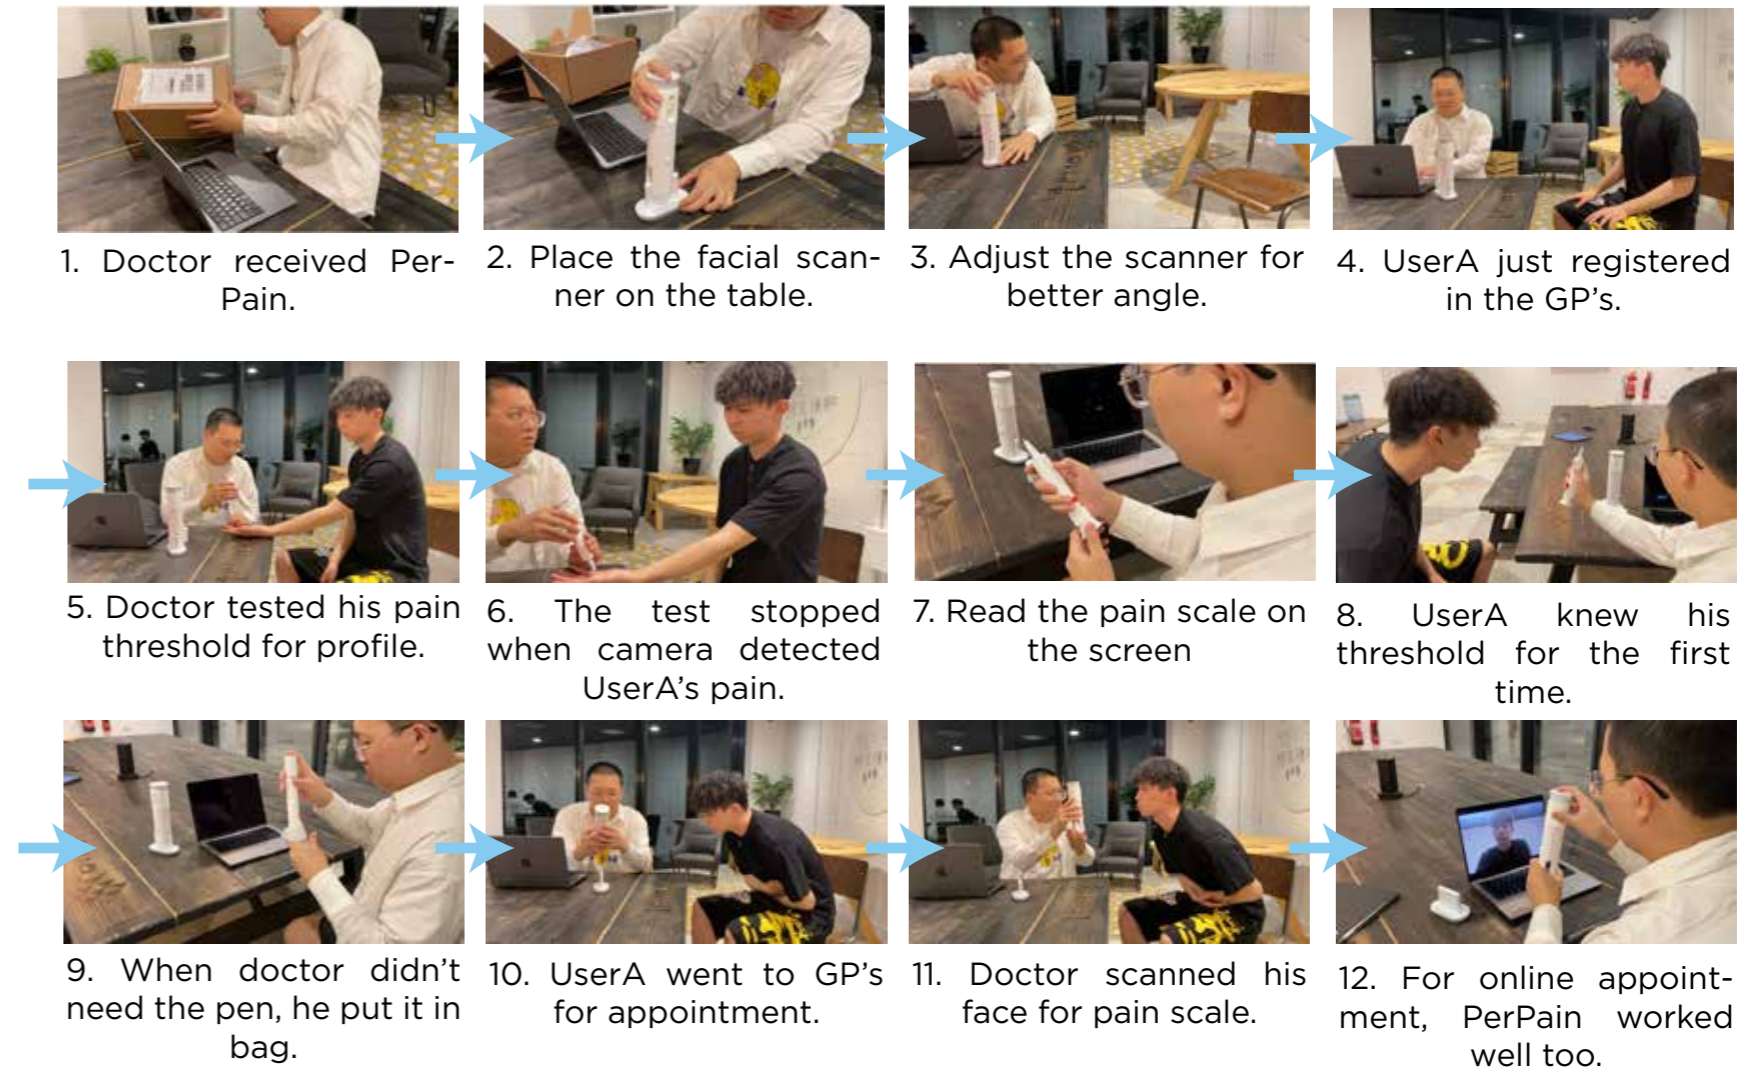 1. Doctor received Per-
Pain.
2. Place the facial scan-
ner on the table.
3. Adjust the scanner for
better angle.
4. UserA just registered
in the GP's.
5. Doctor tested his pain
threshold for profile.
6. The test stopped
when camera detected
UserA's pain.
7. Read the pain scale on
the screen
8. UserA knew his
threshold for the first
time.
9. When doctor didn't
need the pen, he put it in
bag.
10. UserA went to GP's
for appointment.
11. Doctor scanned his
face for pain scale.
12. For online appoint-
ment, PerPain worked
well too.